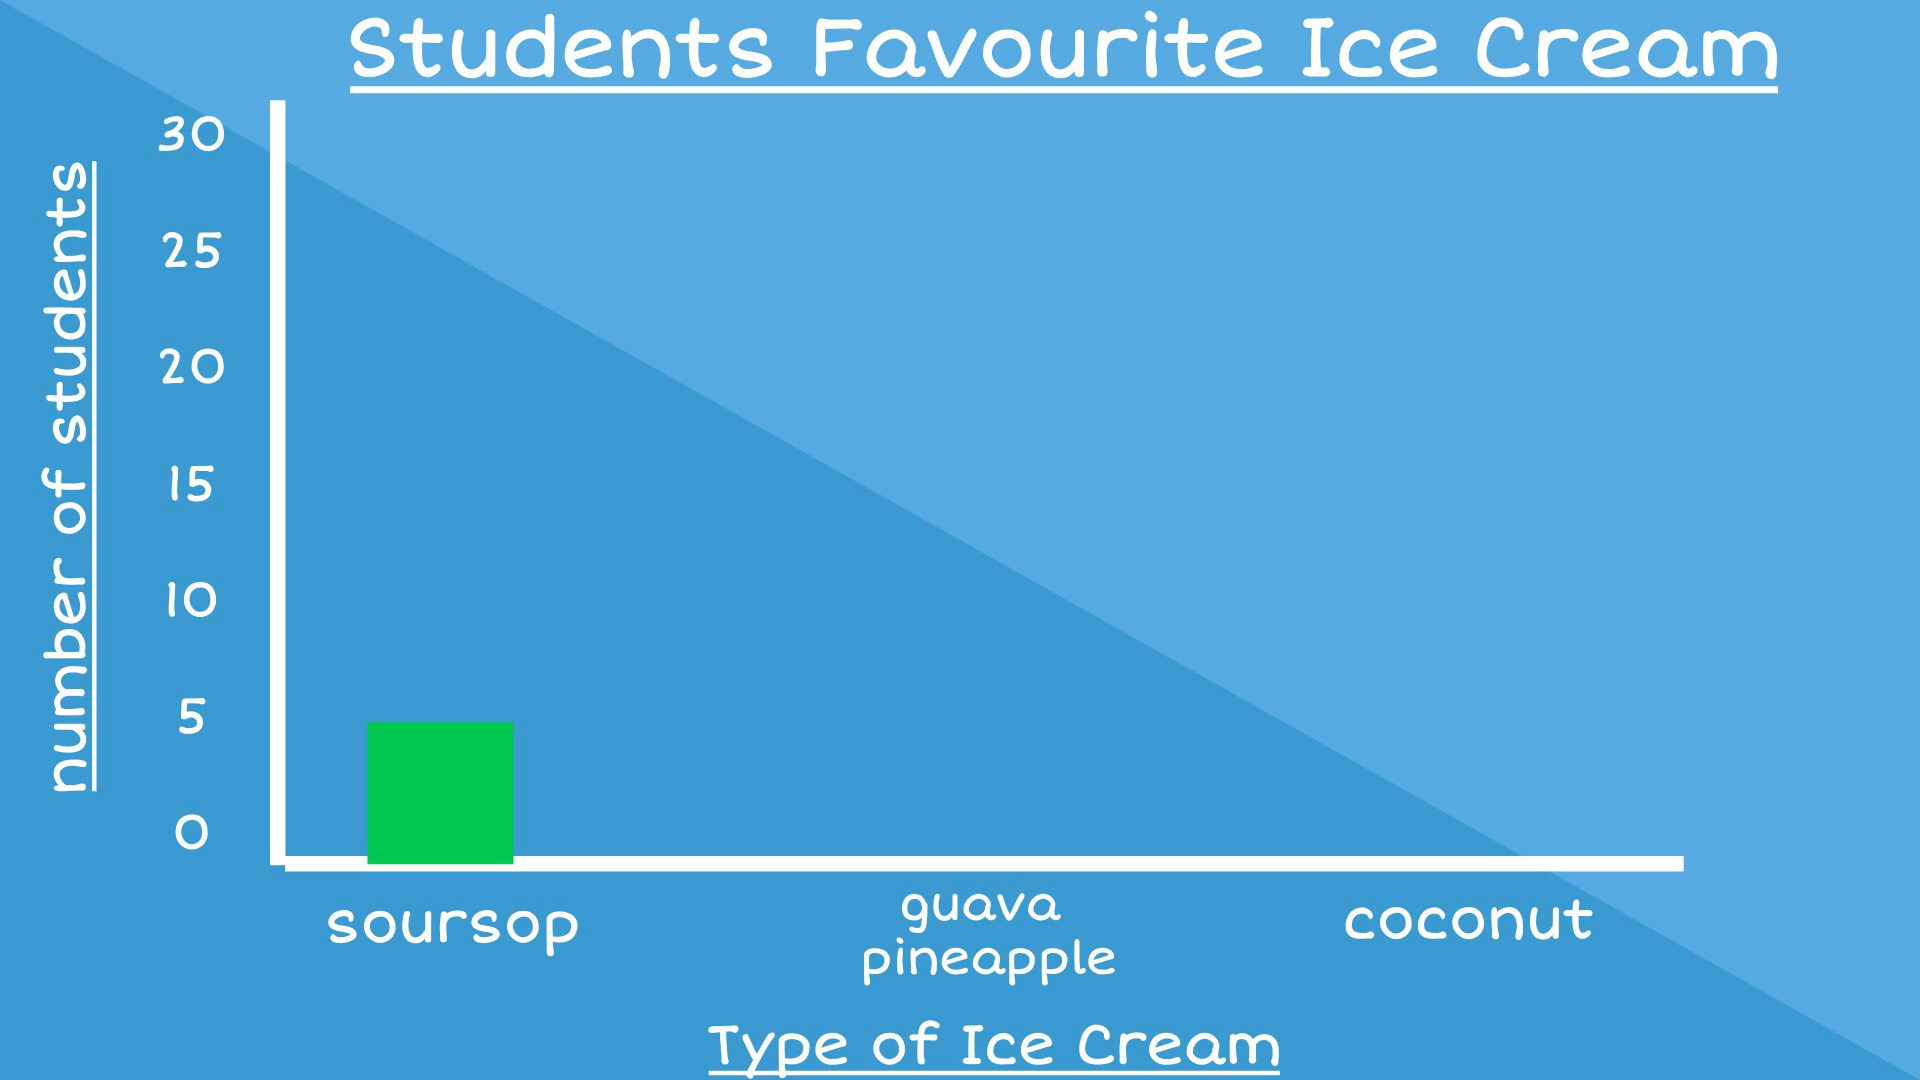 Students Favourite Ice Cream
30
25
20
15
10
5
0
number of students
soursop
guava
pineapple
coconut
Type of Ice Cream